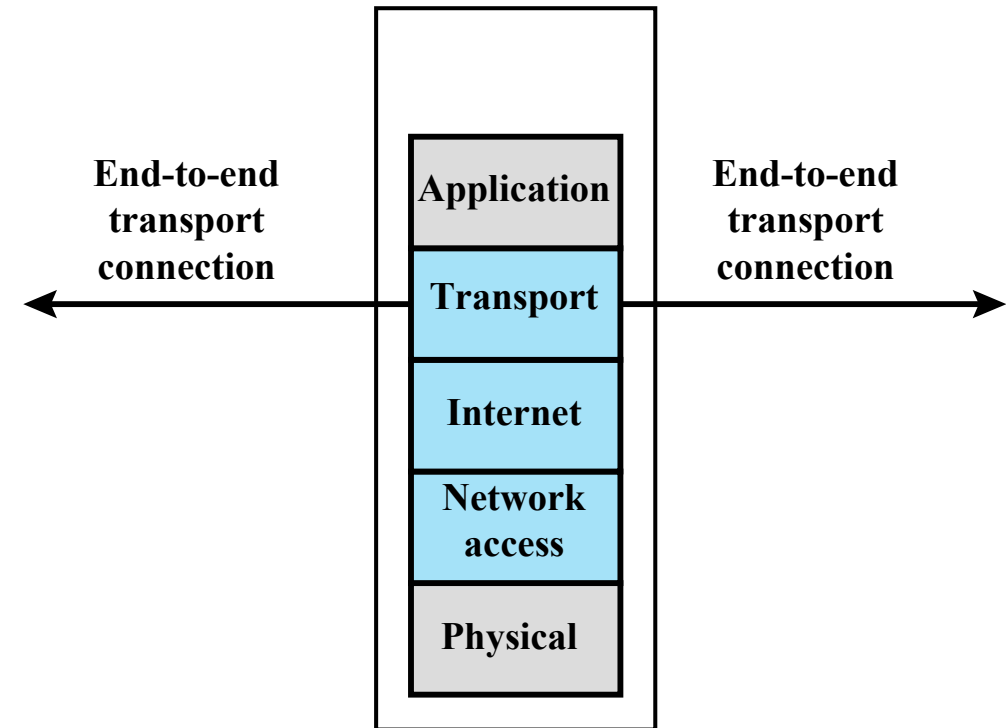 End-to-end
transport
connection
Application
Transport
Internet
Network
access
Physical
End-to-end
transport
connection